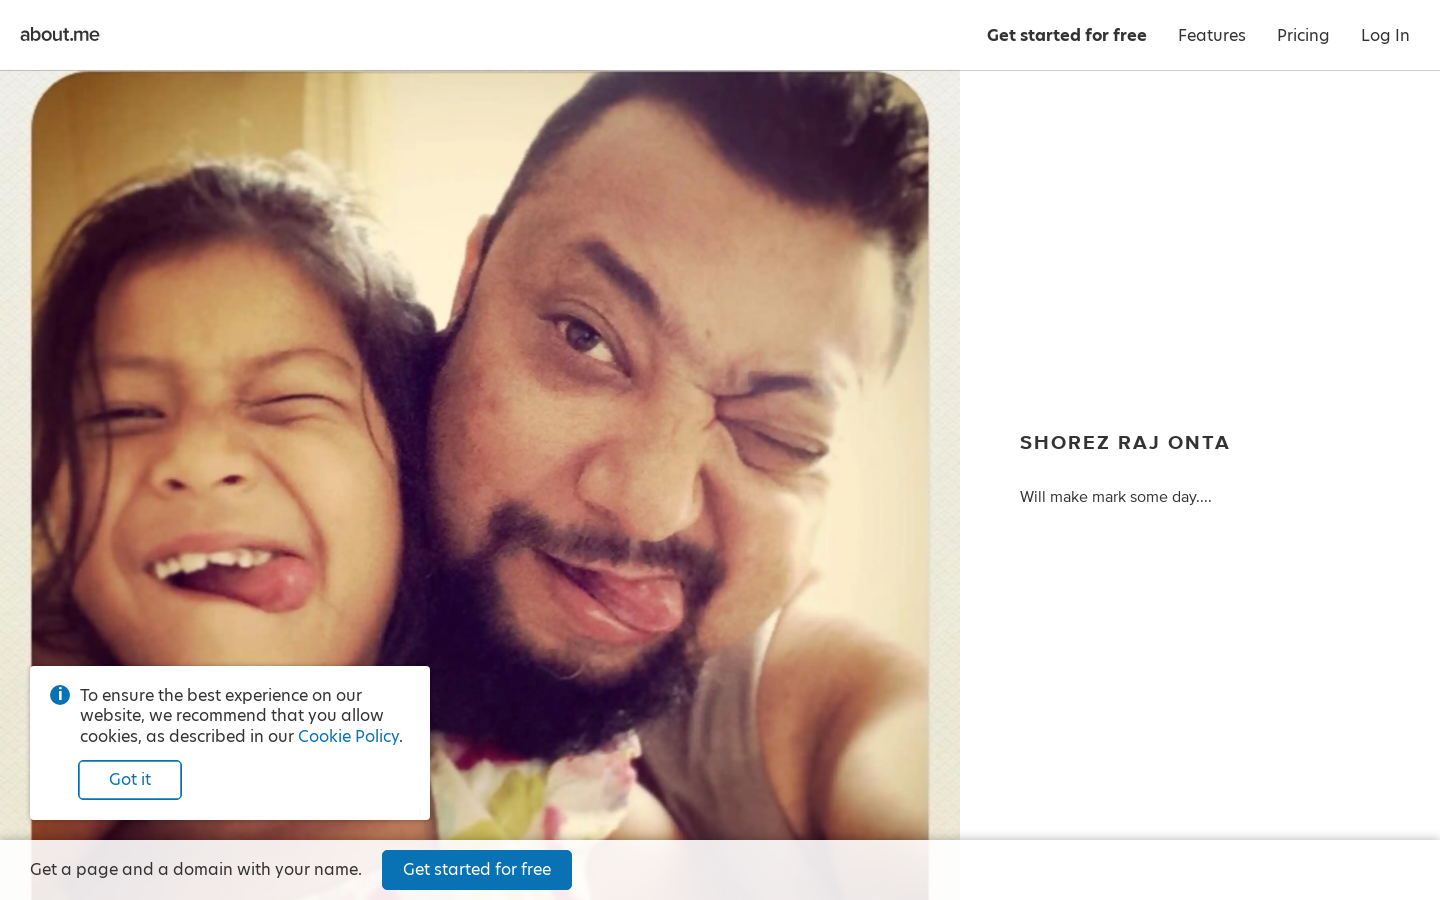 about.me
Get started for free
Features
Pricing
Log In
SHOREZ RAJ ONTA
Will make mark some day....
To ensure the best experience on our
website, we recommend that you allow
cookies, as described in our Cookie Policy.
Got it
Get a page and a domain with your name.
Get started for free